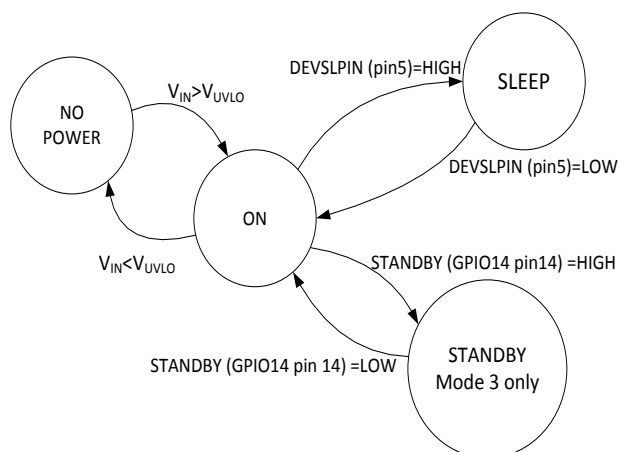 DEVSLPIN (pin5)=HIGH
SLEEP
V_IN>V_UVLO
NO
POWER
DEVSLPIN (pin5)=LOW
ON
V_IN<V_UVLO
STANDBY (GPIO14 pin14) =HIGH
STANDBY (GPIO14 pin 14) =LOW
STANDBY
Mode 3 only